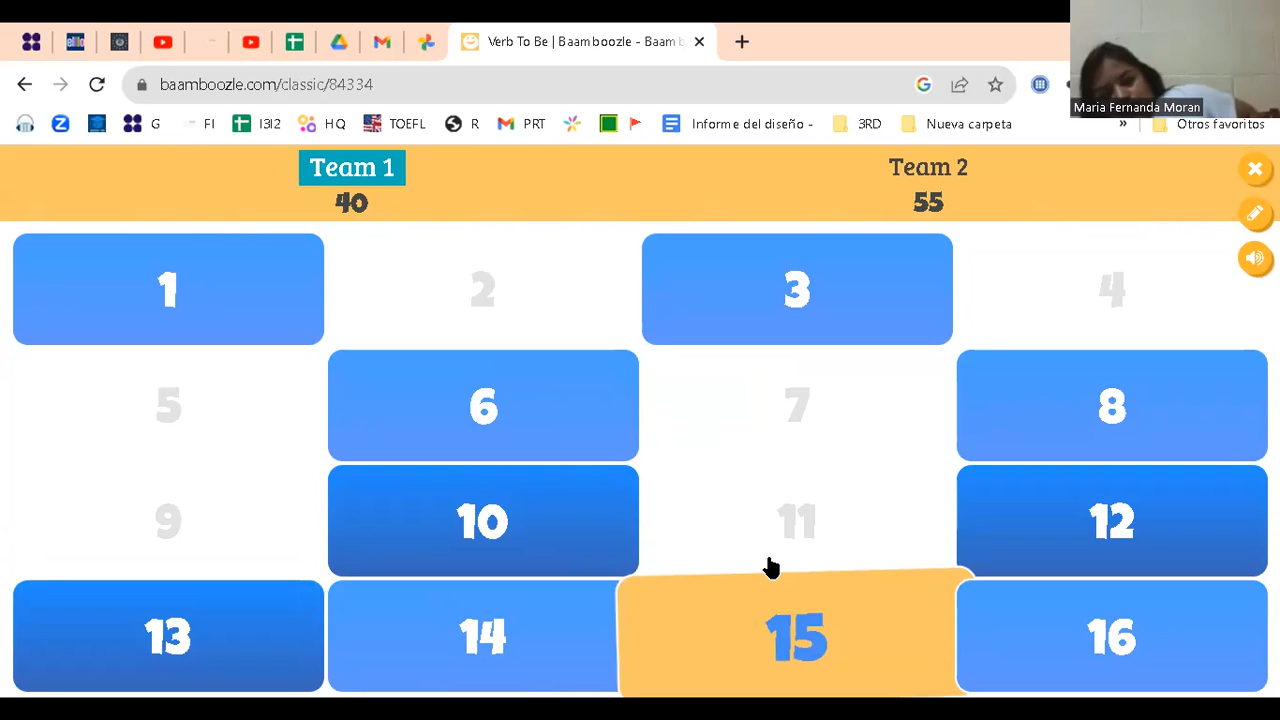 Verb To Be | Baamboozle - Baamb
baamboozle.com/classic/84334
Maria Fernanda Moran
G
FI
I3I2
HQ
TOEFL
R
PRT
Informe del diseño -
3RD
Nueva carpeta
»
Otros favoritos
Team 1
Team 2
40
55
1
2
3
4
5
6
7
8
9
10
11
12
13
14
15
16